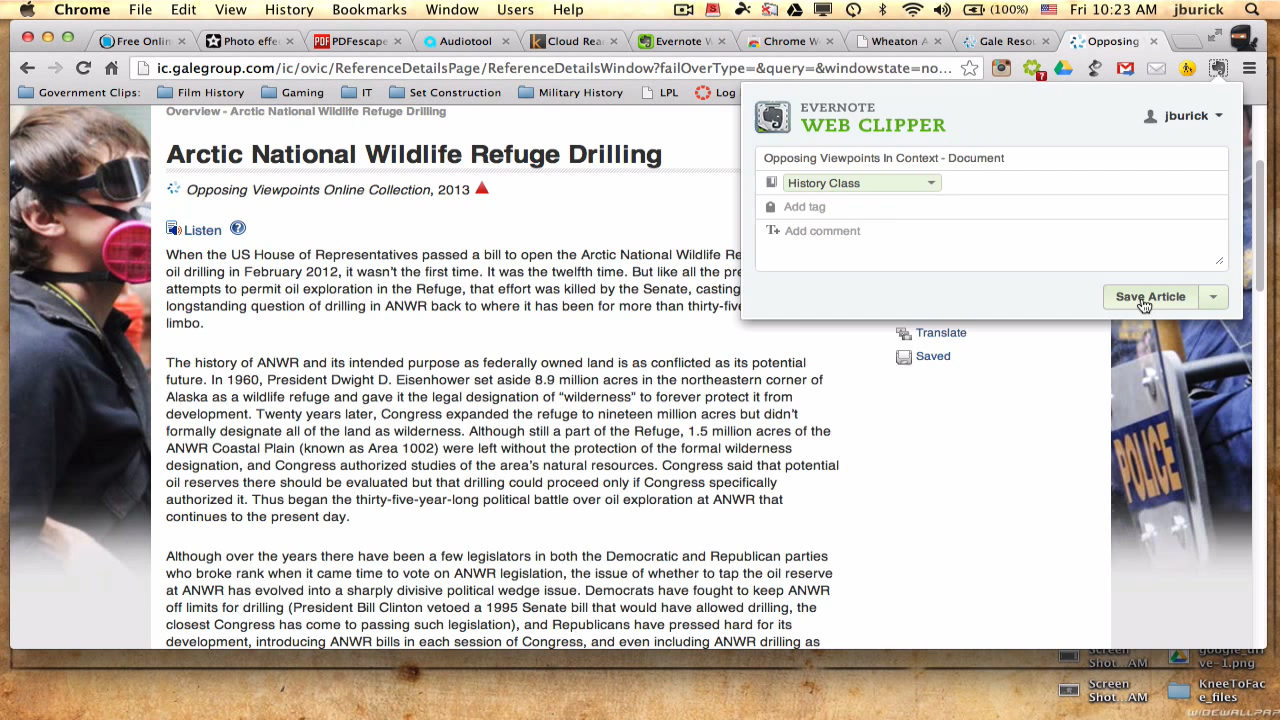 Chrome File Edit View History Bookmarks Window Users Help (100%) Fri 10:23 AM jburick
Free Onlin Photo effe PDFescap Audiotool Cloud Rea Evernote Chrome W Wheaton A Gale Resou Opposing
ic.galegroup.com/ic/ovic/ReferenceDetailsPage/ReferenceDetailsWindow?failOverType=&query=&windowstate=no...
Government Clips: Film History Gaming IT Set Construction Military History LPL Log
Overview - Arctic National Wildlife Refuge Drilling
Arctic National Wildlife Refuge Drilling
Opposing Viewpoints Online Collection, 2013
Listen
When the US House of Representatives passed a bill to open the Arctic National Wildlife Re
oil drilling in February 2012, it wasn't the first time. It was the twelfth time. But like all the pre
attempts to permit oil exploration in the Refuge, that effort was killed by the Senate, casting
longstanding question of drilling in ANWR back to where it has been for more than thirty-five
limbo.
The history of ANWR and its intended purpose as federally owned land is as conflicted as its potential
future. In 1960, President Dwight D. Eisenhower set aside 8.9 million acres in the northeastern corner of
Alaska as a wildlife refuge and gave it the legal designation of "wilderness" to forever protect it from
development. Twenty years later, Congress expanded the refuge to nineteen million acres but didn't
formally designate all of the land as wilderness. Although still a part of the Refuge, 1.5 million acres of the
ANWR Coastal Plain (known as Area 1002) were left without the protection of the formal wilderness
designation, and Congress authorized studies of the area's natural resources. Congress said that potential
oil reserves there should be evaluated but that drilling could proceed only if Congress specifically
authorized it. Thus began the thirty-five-year-long political battle over oil exploration at ANWR that
continues to the present day.
Although over the years there have been a few legislators in both the Democratic and Republican parties
who broke rank when it came time to vote on ANWR legislation, the issue of whether to tap the oil reserve
at ANWR has evolved into a sharply divisive political wedge issue. Democrats have fought to keep ANWR
off limits for drilling (President Bill Clinton vetoed a 1995 Senate bill that would have allowed drilling, the
closest Congress has come to passing such legislation), and Republicans have pressed hard for its
development, introducing ANWR bills in each session of Congress, and even including ANWR drilling as
EVERNOTE
WEB CLIPPER
jburick
Opposing Viewpoints In Context - Document
History Class
Add tag
T+ Add comment
Save Article
Translate
Saved
POLICE
Screen
Shot...AM
google_dri
ve-1.png
Screen
Shot...AM
KneeToFac
e_files
WIDEWALLPAP